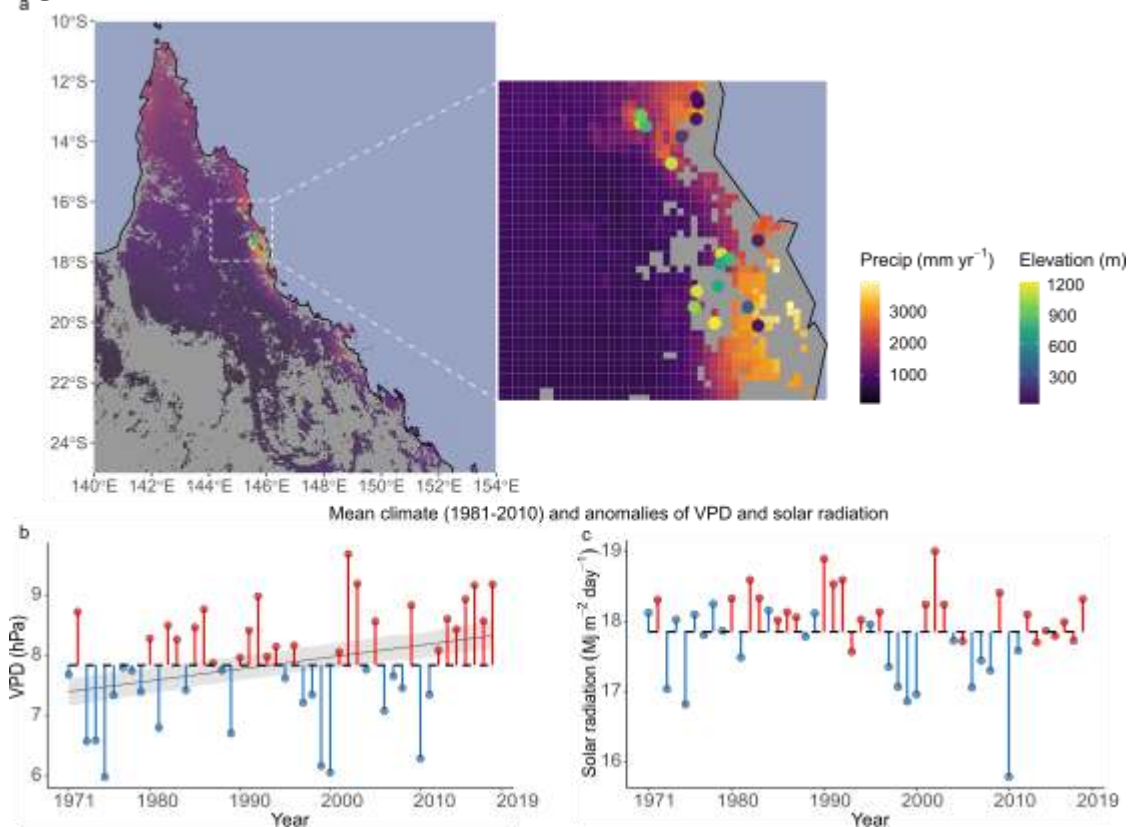 a
10°S
12°S
14°S
16°S
18°S
20°S
22°S
24°S
140°E 142°E 144°E 146°E 148°E 150°E 152°E 154°E
Precip (mm yr⁻¹)
3000
2000
1000
Elevation (m)
1200
900
600
300
Mean climate (1981-2010) and anomalies of VPD and solar radiation
b
VPD (hPa)
9
8
7
6
1971 1980 1990 2000 2010 2019
Year
c
Solar radiation (Mj m⁻² day⁻¹)
19
18
17
16
1971 1980 1990 2000 2010 2019
Year